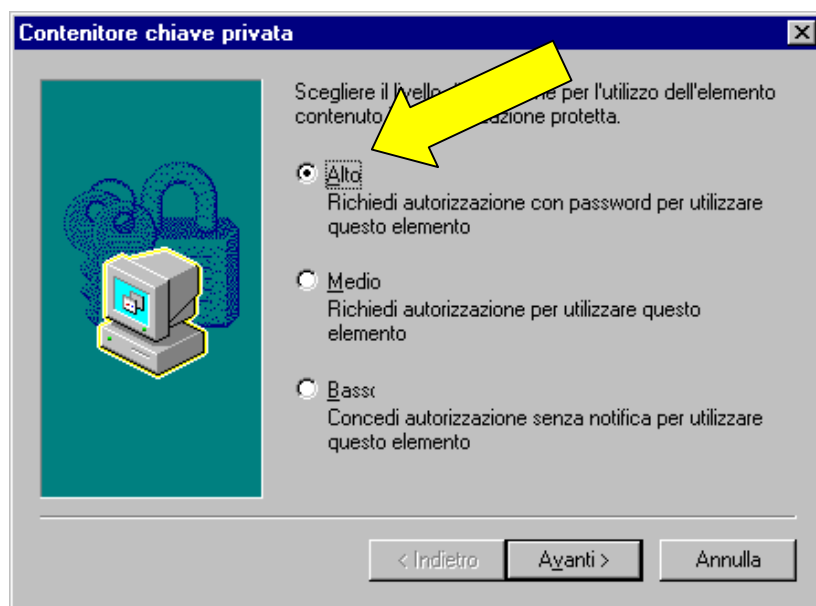 Contenitore chiave privata
Scegliere il livello per l'utilizzo dell'elemento
contenuto protetta.
Alto
Richiedi autorizzazione con password per utilizzare
questo elemento
Medio
Richiedi autorizzazione per utilizzare questo
elemento
Basso
Concedi autorizzazione senza notifica per utilizzare
questo elemento
< Indietro
Avanti >
Annulla